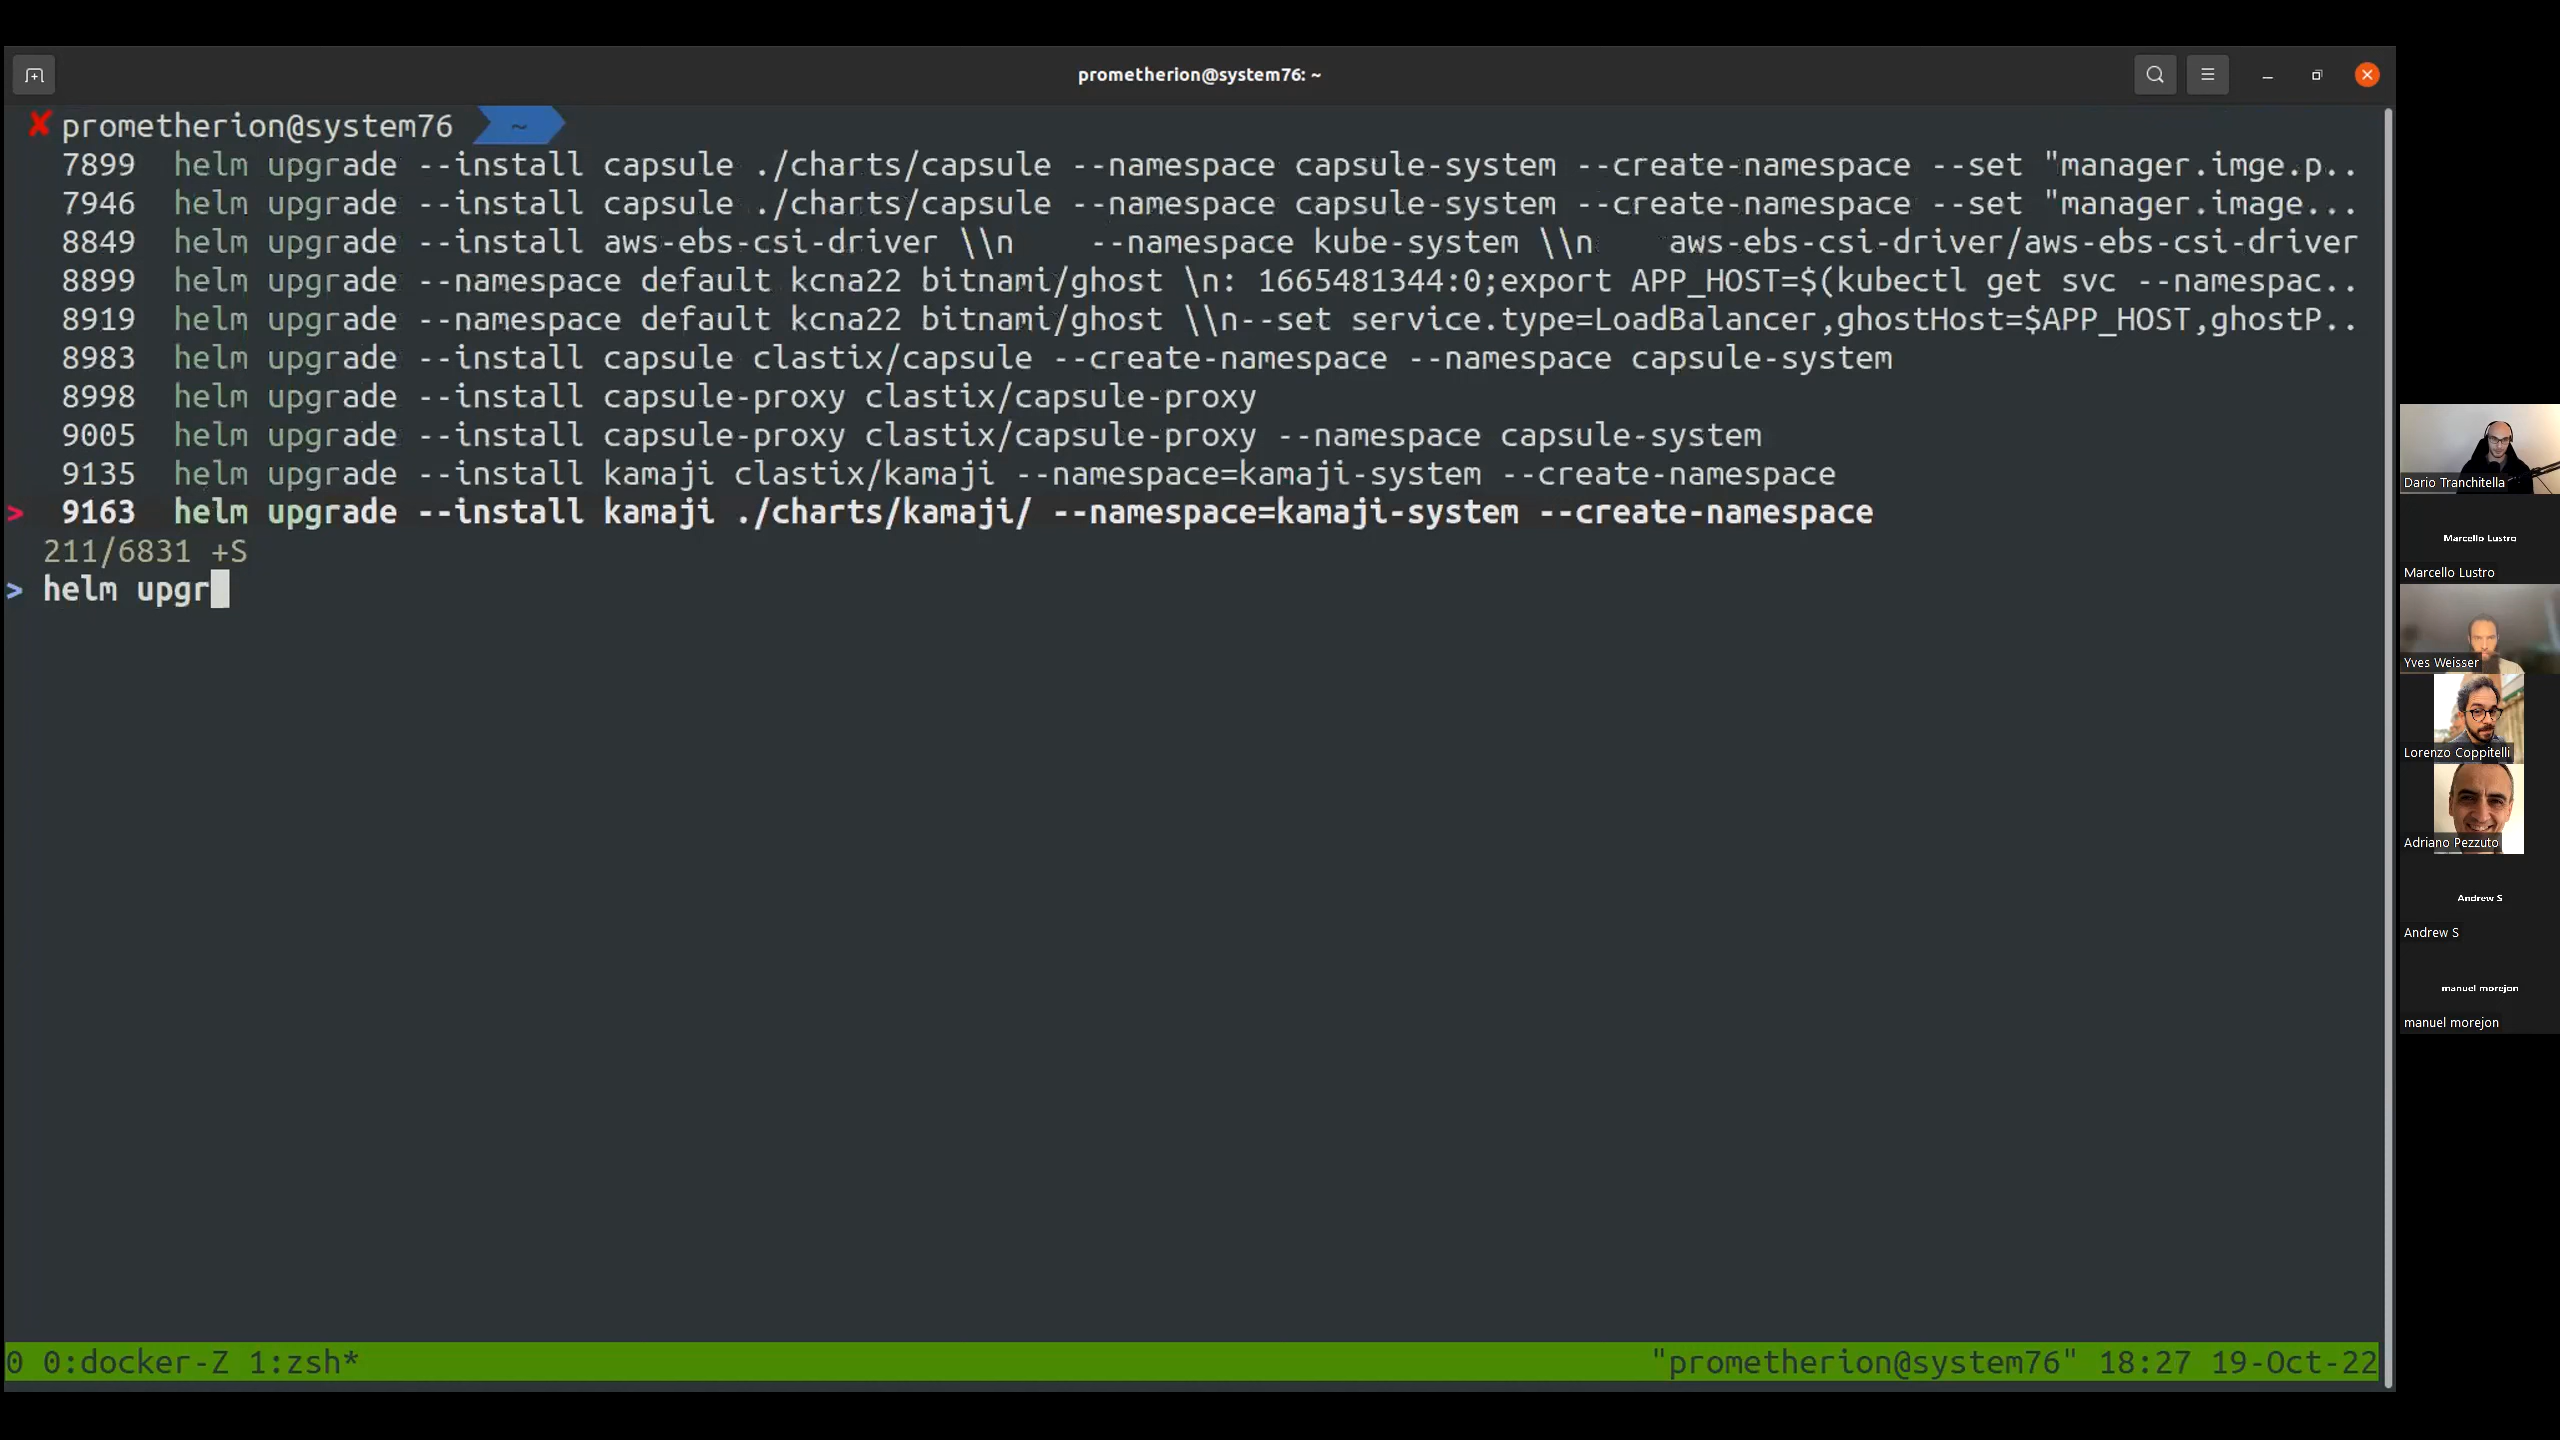 prometherion@system76: ~
✘ prometherion@system76 ~
7899 helm upgrade --install capsule ./charts/capsule --namespace capsule-system --create-namespace --set "manager.imge.p..
7946 helm upgrade --install capsule ./charts/capsule --namespace capsule-system --create-namespace --set "manager.image...
8849 helm upgrade --install aws-ebs-csi-driver \\n    --namespace kube-system \\n    aws-ebs-csi-driver/aws-ebs-csi-driver
8899 helm upgrade --namespace default kcna22 bitnami/ghost \n: 1665481344:0;export APP_HOST=$(kubectl get svc --namespac..
8919 helm upgrade --namespace default kcna22 bitnami/ghost \\n--set service.type=LoadBalancer,ghostHost=$APP_HOST,ghostP..
8983 helm upgrade --install capsule clastix/capsule --create-namespace --namespace capsule-system
8998 helm upgrade --install capsule-proxy clastix/capsule-proxy
9005 helm upgrade --install capsule-proxy clastix/capsule-proxy --namespace capsule-system
9135 helm upgrade --install kamaji clastix/kamaji --namespace=kamaji-system --create-namespace
> 9163 helm upgrade --install kamaji ./charts/kamaji/ --namespace=kamaji-system --create-namespace
211/6831 +S
> helm upgr
0 0:docker-Z 1:zsh* "prometherion@system76" 18:27 19-Oct-22
Dario Tranchitella
Marcello Lustro
Marcello Lustro
Yves Weisser
Lorenzo Coppitelli
Adriano Pezzuto
Andrew S
Andrew S
manuel morejon
manuel morejon